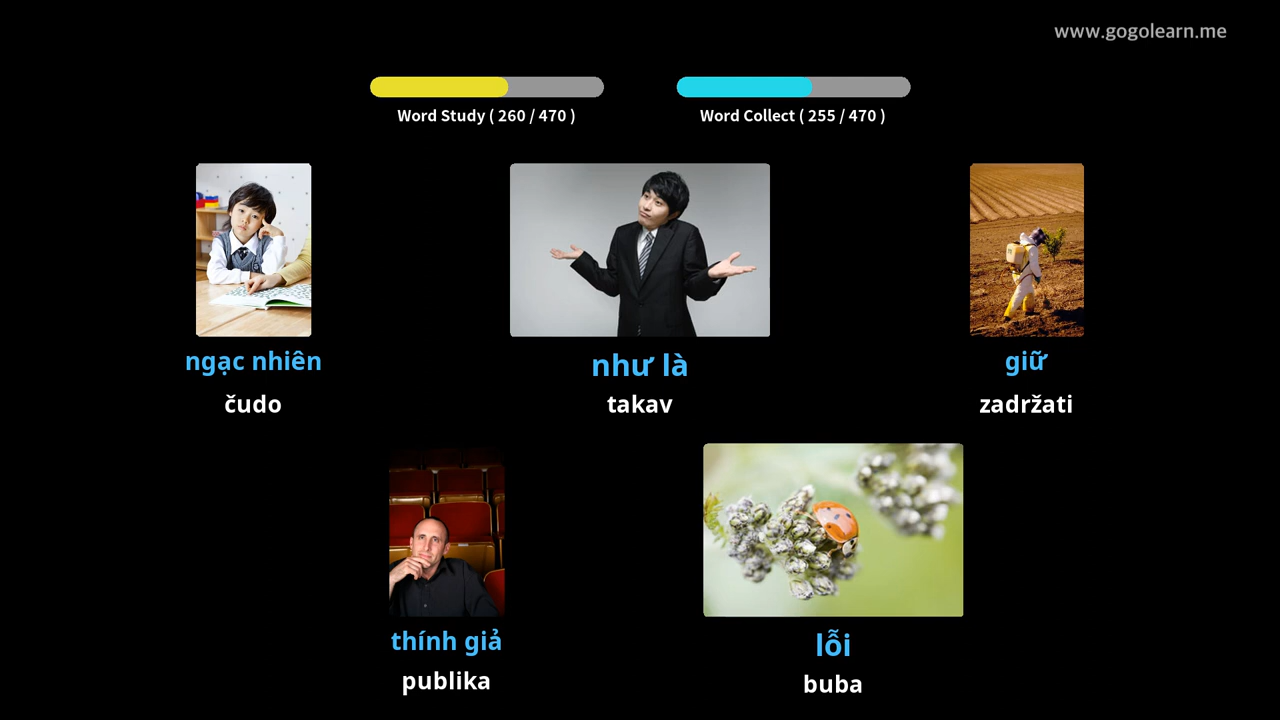 www.gogolearn.me
Word Study ( 260 / 470 )
Word Collect ( 255 / 470 )
ngạc nhiên
čudo
như là
takav
giữ
zadržati
thính giả
publika
lỗi
buba